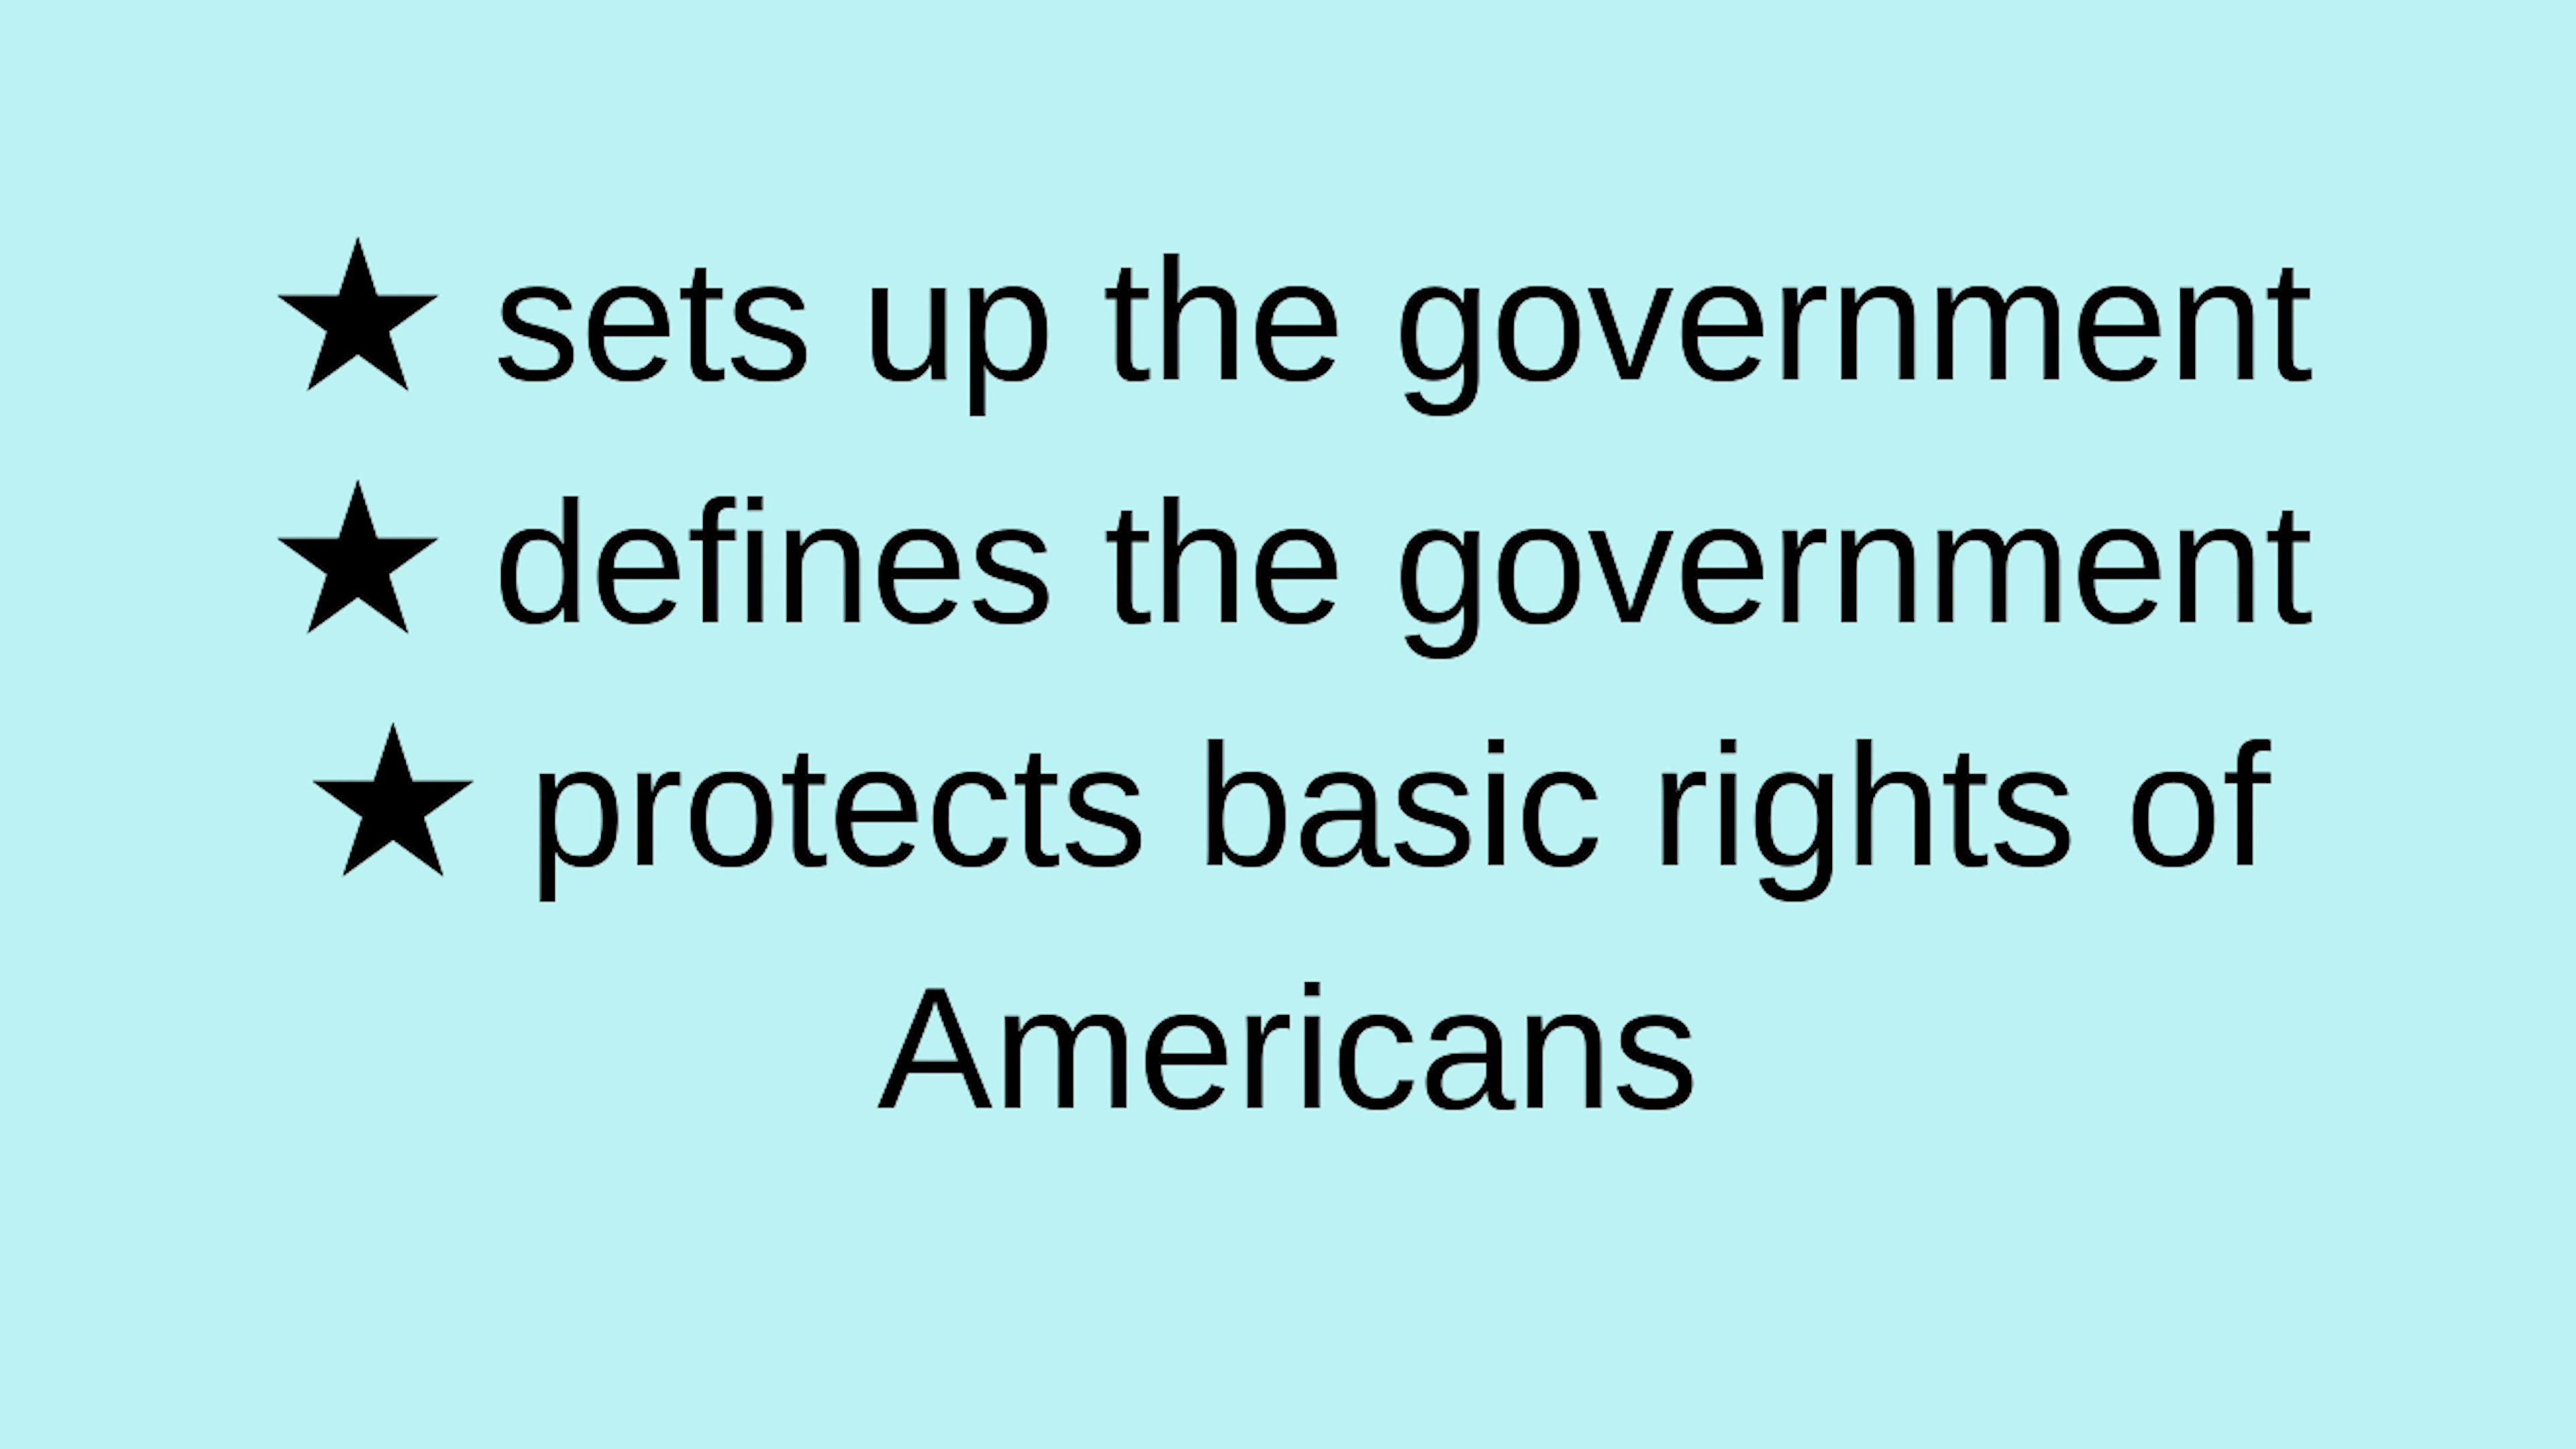 ★ sets up the government
★ defines the government
★ protects basic rights of
Americans